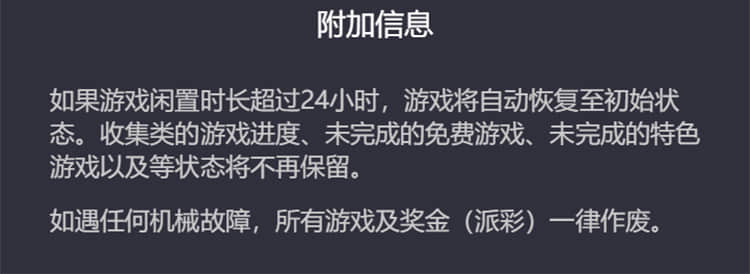 附加信息
如果游戏闲置时长超过24小时，游戏将自动恢复至初始状
态。收集类的游戏进度、未完成的免费游戏、未完成的特色
游戏以及等状态将不再保留。
如遇任何机械故障，所有游戏及奖金（派彩）一律作废。